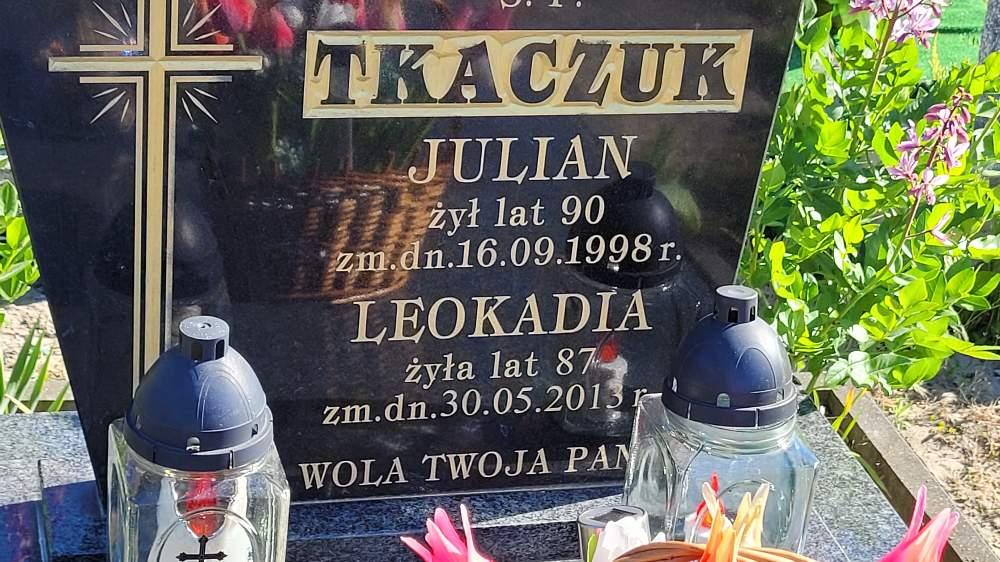 Ś. P.
TKACZUK
JULIAN
żył lat 90
zm.dn.16.09.1998 r.
LEOKADIA
żyła lat 87
zm.dn.30.05.2013 r
WOLA TWOJA